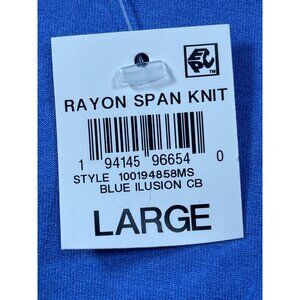 RAYON SPAN KNIT
1 94145 96654 0
STYLE 100194858MS
BLUE ILUSION CB
LARGE